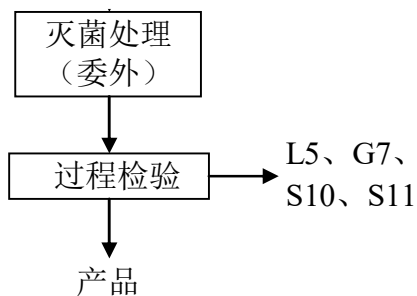 灭菌处理
（委外）
过程检验
L5、G7、
S10、S11
产品